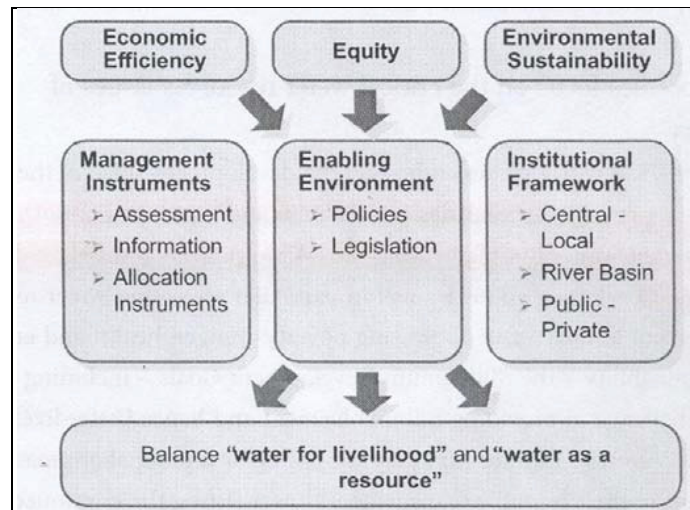 Economic
Efficiency
Equity
Environmental
Sustainability
Management
Instruments
➢ Assessment
➢ Information
➢ Allocation
Instruments
Enabling
Environment
➢ Policies
➢ Legislation
Institutional
Framework
➢ Central -
Local
➢ River Basin
➢ Public -
Private
Balance “water for livelihood” and “water as a
resource”